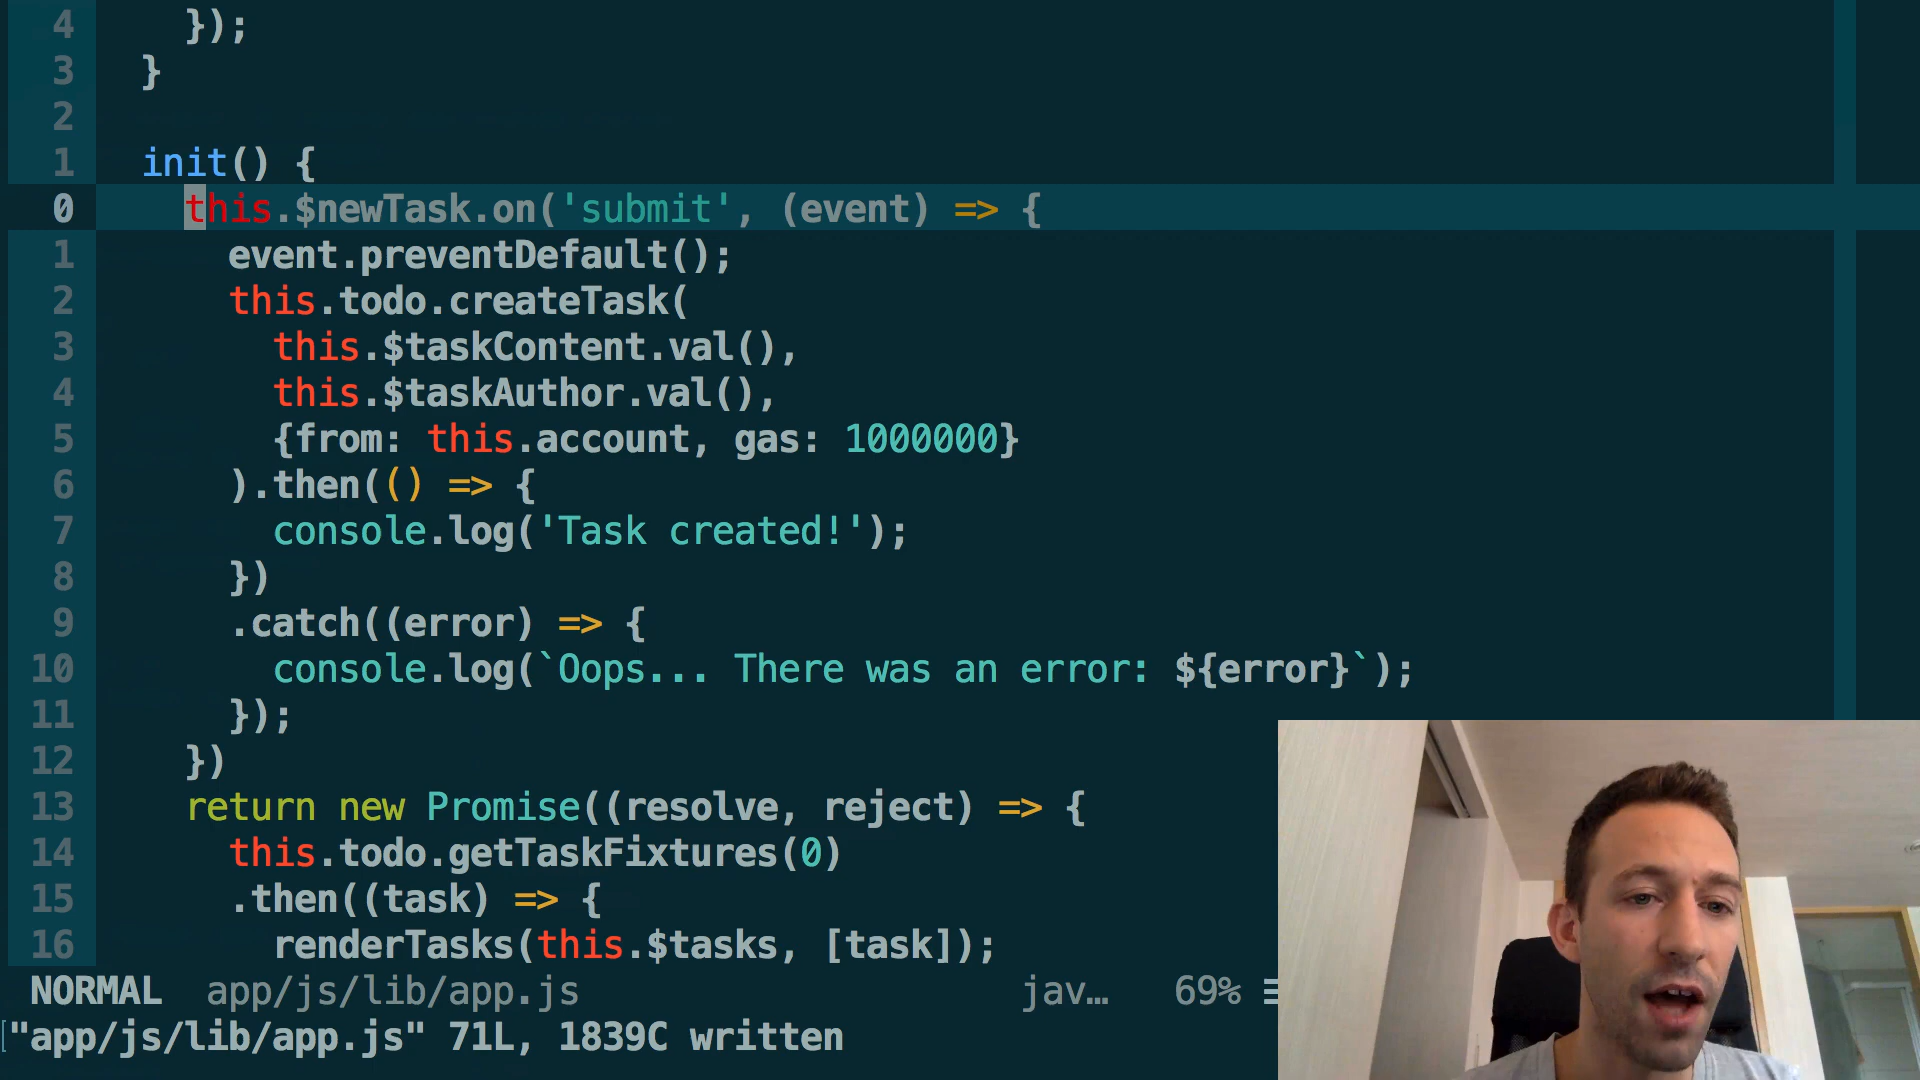 4 });
3 }
2
1 init() {
0 this.$newTask.on('submit', (event) => {
1 event.preventDefault();
2 this.todo.createTask(
3 this.$taskContent.val(),
4 this.$taskAuthor.val(),
5 {from: this.account, gas: 1000000}
6 ).then(() => {
7 console.log('Task created!');
8 })
9 .catch((error) => {
10 console.log(`Oops... There was an error: ${error}`);
11 });
12 })
13 return new Promise((resolve, reject) => {
14 this.todo.getTaskFixtures(0)
15 .then((task) => {
16 renderTasks(this.$tasks, [task]);
NORMAL app/js/lib/app.js jav… 69% ☰
"app/js/lib/app.js" 71L, 1839C written